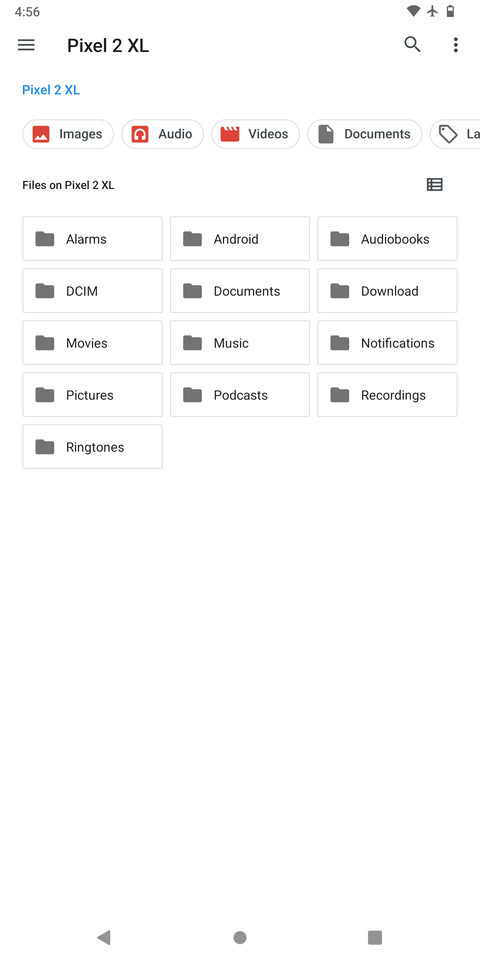 4:56
Pixel 2 XL
Pixel 2 XL
Images Audio Videos Documents La
Files on Pixel 2 XL
Alarms Android Audiobooks
DCIM Documents Download
Movies Music Notifications
Pictures Podcasts Recordings
Ringtones